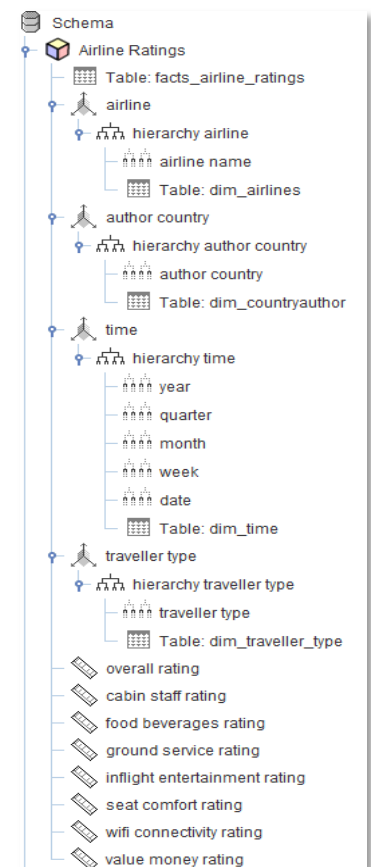 Schema
Airline Ratings
Table: facts_airline_ratings
airline
hierarchy airline
airline name
Table: dim_airlines
author country
hierarchy author country
author country
Table: dim_countryauthor
time
hierarchy time
year
quarter
month
week
date
Table: dim_time
traveller type
hierarchy traveller type
traveller type
Table: dim_traveller_type
overall rating
cabin staff rating
food beverages rating
ground service rating
inflight entertainment rating
seat comfort rating
wifi connectivity rating
value money rating